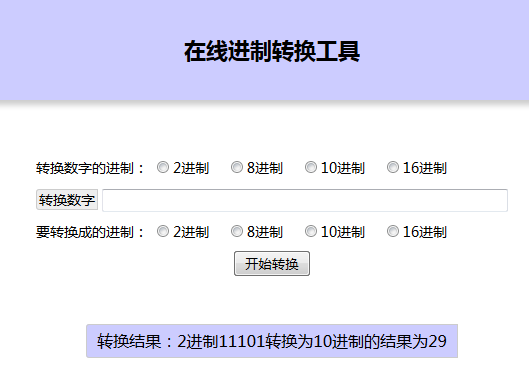 在线进制转换工具
转换数字的进制： 2进制 8进制 10进制 16进制
转换数字
要转换成的进制： 2进制 8进制 10进制 16进制
开始转换
转换结果：2进制11101转换为10进制的结果为29